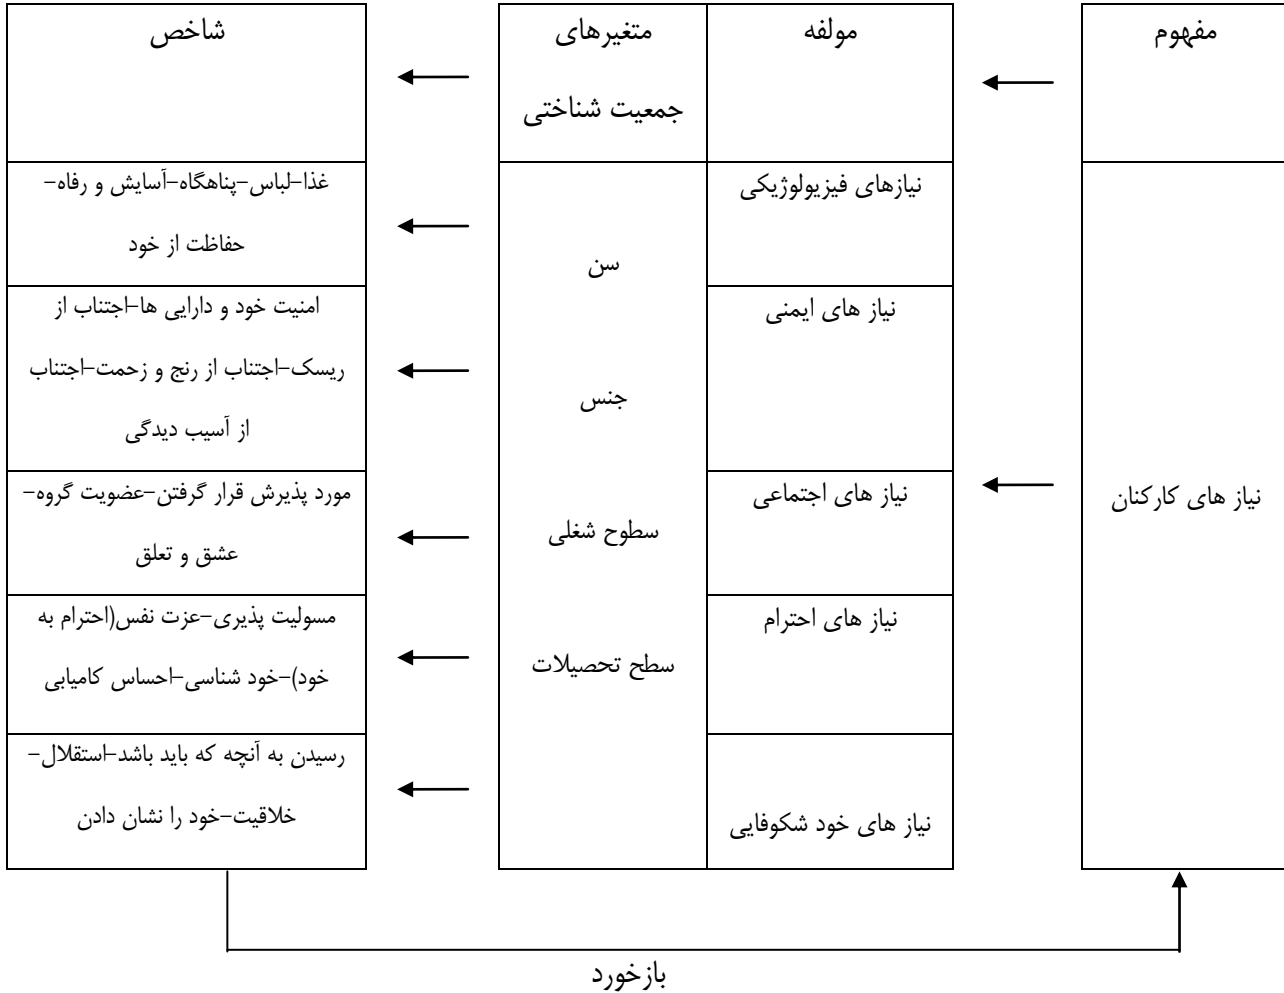 مفهوم
مولفه
متغیرهای
جمعیت شناختی
شاخص
نیاز های کارکنان
نیازهای فیزیولوژیکی
نیاز های ایمنی
نیاز های اجتماعی
نیاز های احترام
نیاز های خود شکوفایی
سن
جنس
سطوح شغلی
سطح تحصیلات
غذا-لباس-پناهگاه-آسایش و رفاه-
حفاظت از خود
امنیت خود و دارایی ها-اجتناب از
ریسک-اجتناب از رنج و زحمت-اجتناب
از آسیب دیدگی
مورد پذیرش قرار گرفتن-عضویت گروه-
عشق و تعلق
مسولیت پذیری-عزت نفس(احترام به
خود)-خود شناسی-احساس کامیابی
رسیدن به آنچه که باید باشد-استقلال-
خلاقیت-خود را نشان دادن
بازخورد